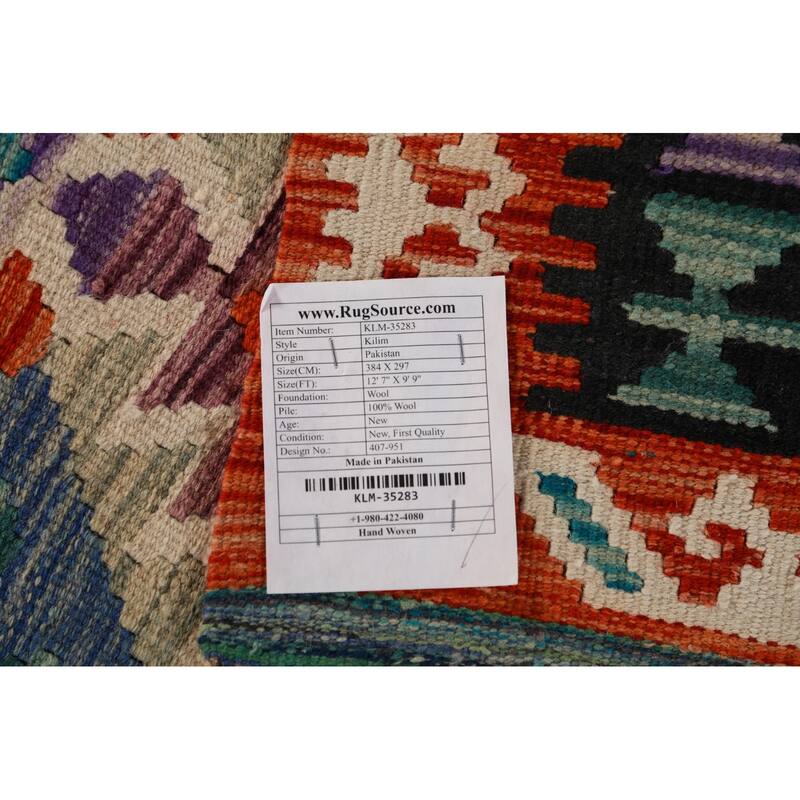 www.RugSource.com
Item Number: KLM-35283
Style Kilim
Origin Pakistan
Size(CM): 384 X 297
Size(FT): 12' 7" X 9' 9"
Foundation: Wool
Pile: 100% Wool
Age: New
Condition: New, First Quality
Design No.: 407-951
Made in Pakistan
KLM-35283
+1-980-422-4080
Hand Woven